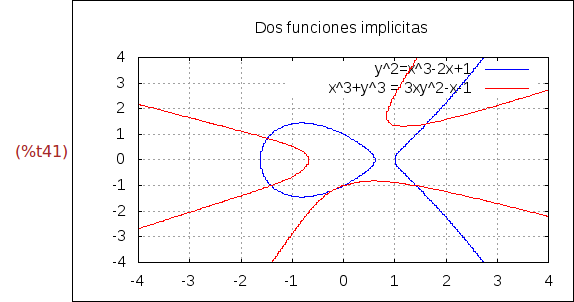 Dos funciones implicitas
y^2=x^3-2x+1
x^3+y^3 = 3xy^2-x-1
(%t41)
4
3
2
1
0
-1
-2
-3
-4
-4 -3 -2 -1 0 1 2 3 4